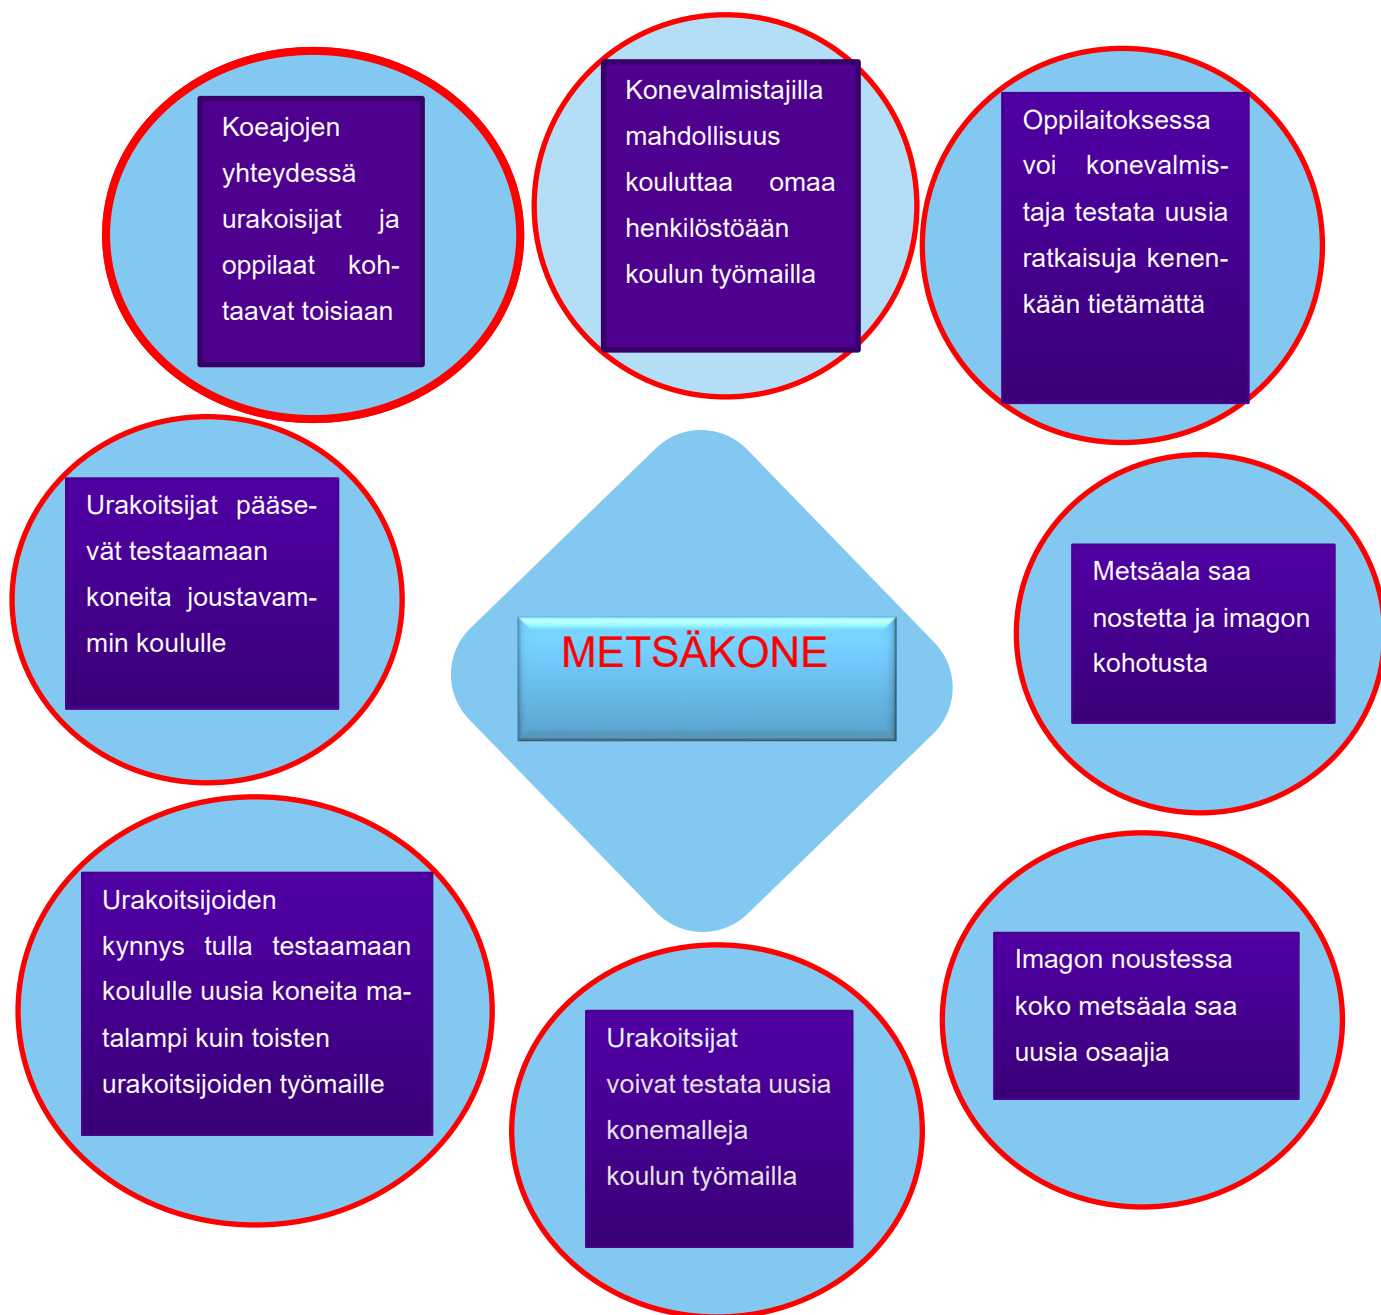 Koeajojen
yhteydessä
urakoisijat ja
oppilaat koh-
taavat toisiaan
Konevalmistajilla
mahdollisuus
kouluttaa omaa
henkilöstöään
koulun työmailla
Oppilaitoksessa
voi konevalmis-
taja testata uusia
ratkaisuja kenen-
kään tietämättä
Urakoitsijat pääse-
vät testaamaan
koneita joustavam-
min koululle
METSÄKONE
Metsäala saa
nostetta ja imagon
kohotusta
Urakoitsijoiden
kynnys tulla testaamaan
koululle uusia koneita ma-
talampi kuin toisten
urakoitsijoiden työmaille
Urakoitsijat
voivat testata uusia
konemalleja
koulun työmailla
Imagon noustessa
koko metsäala saa
uusia osaajia